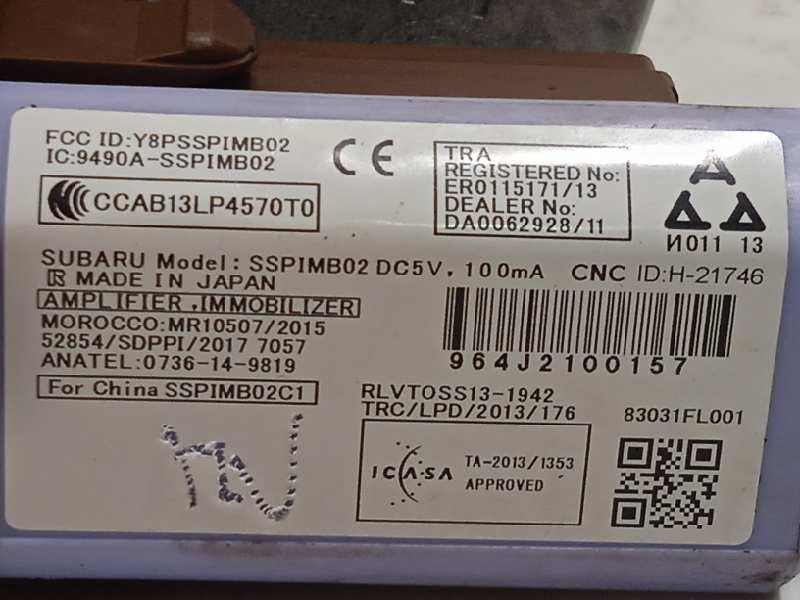 FCC ID:Y8PSSPIMB02
IC:9490A-SSPIMB02
CE
TRA
REGISTERED No:
ER0115171/13
DEALER No:
DA0062928/11
CCAB13LP4570T0
И011 13
SUBARU Model: SSPIMB02 DC5V, 100mA CNC ID:H-21746
R MADE IN JAPAN
AMPLIFIER,IMMOBILIZER
MOROCCO:MR10507/2015
52854/SDPPI/2017 7057
ANATEL:0736-14-9819
964J2100157
For China SSPIMB02C1
RLVTOSS13-1942
TRC/LPD/2013/176
83031FL001
ICASA
TA-2013/1353
APPROVED